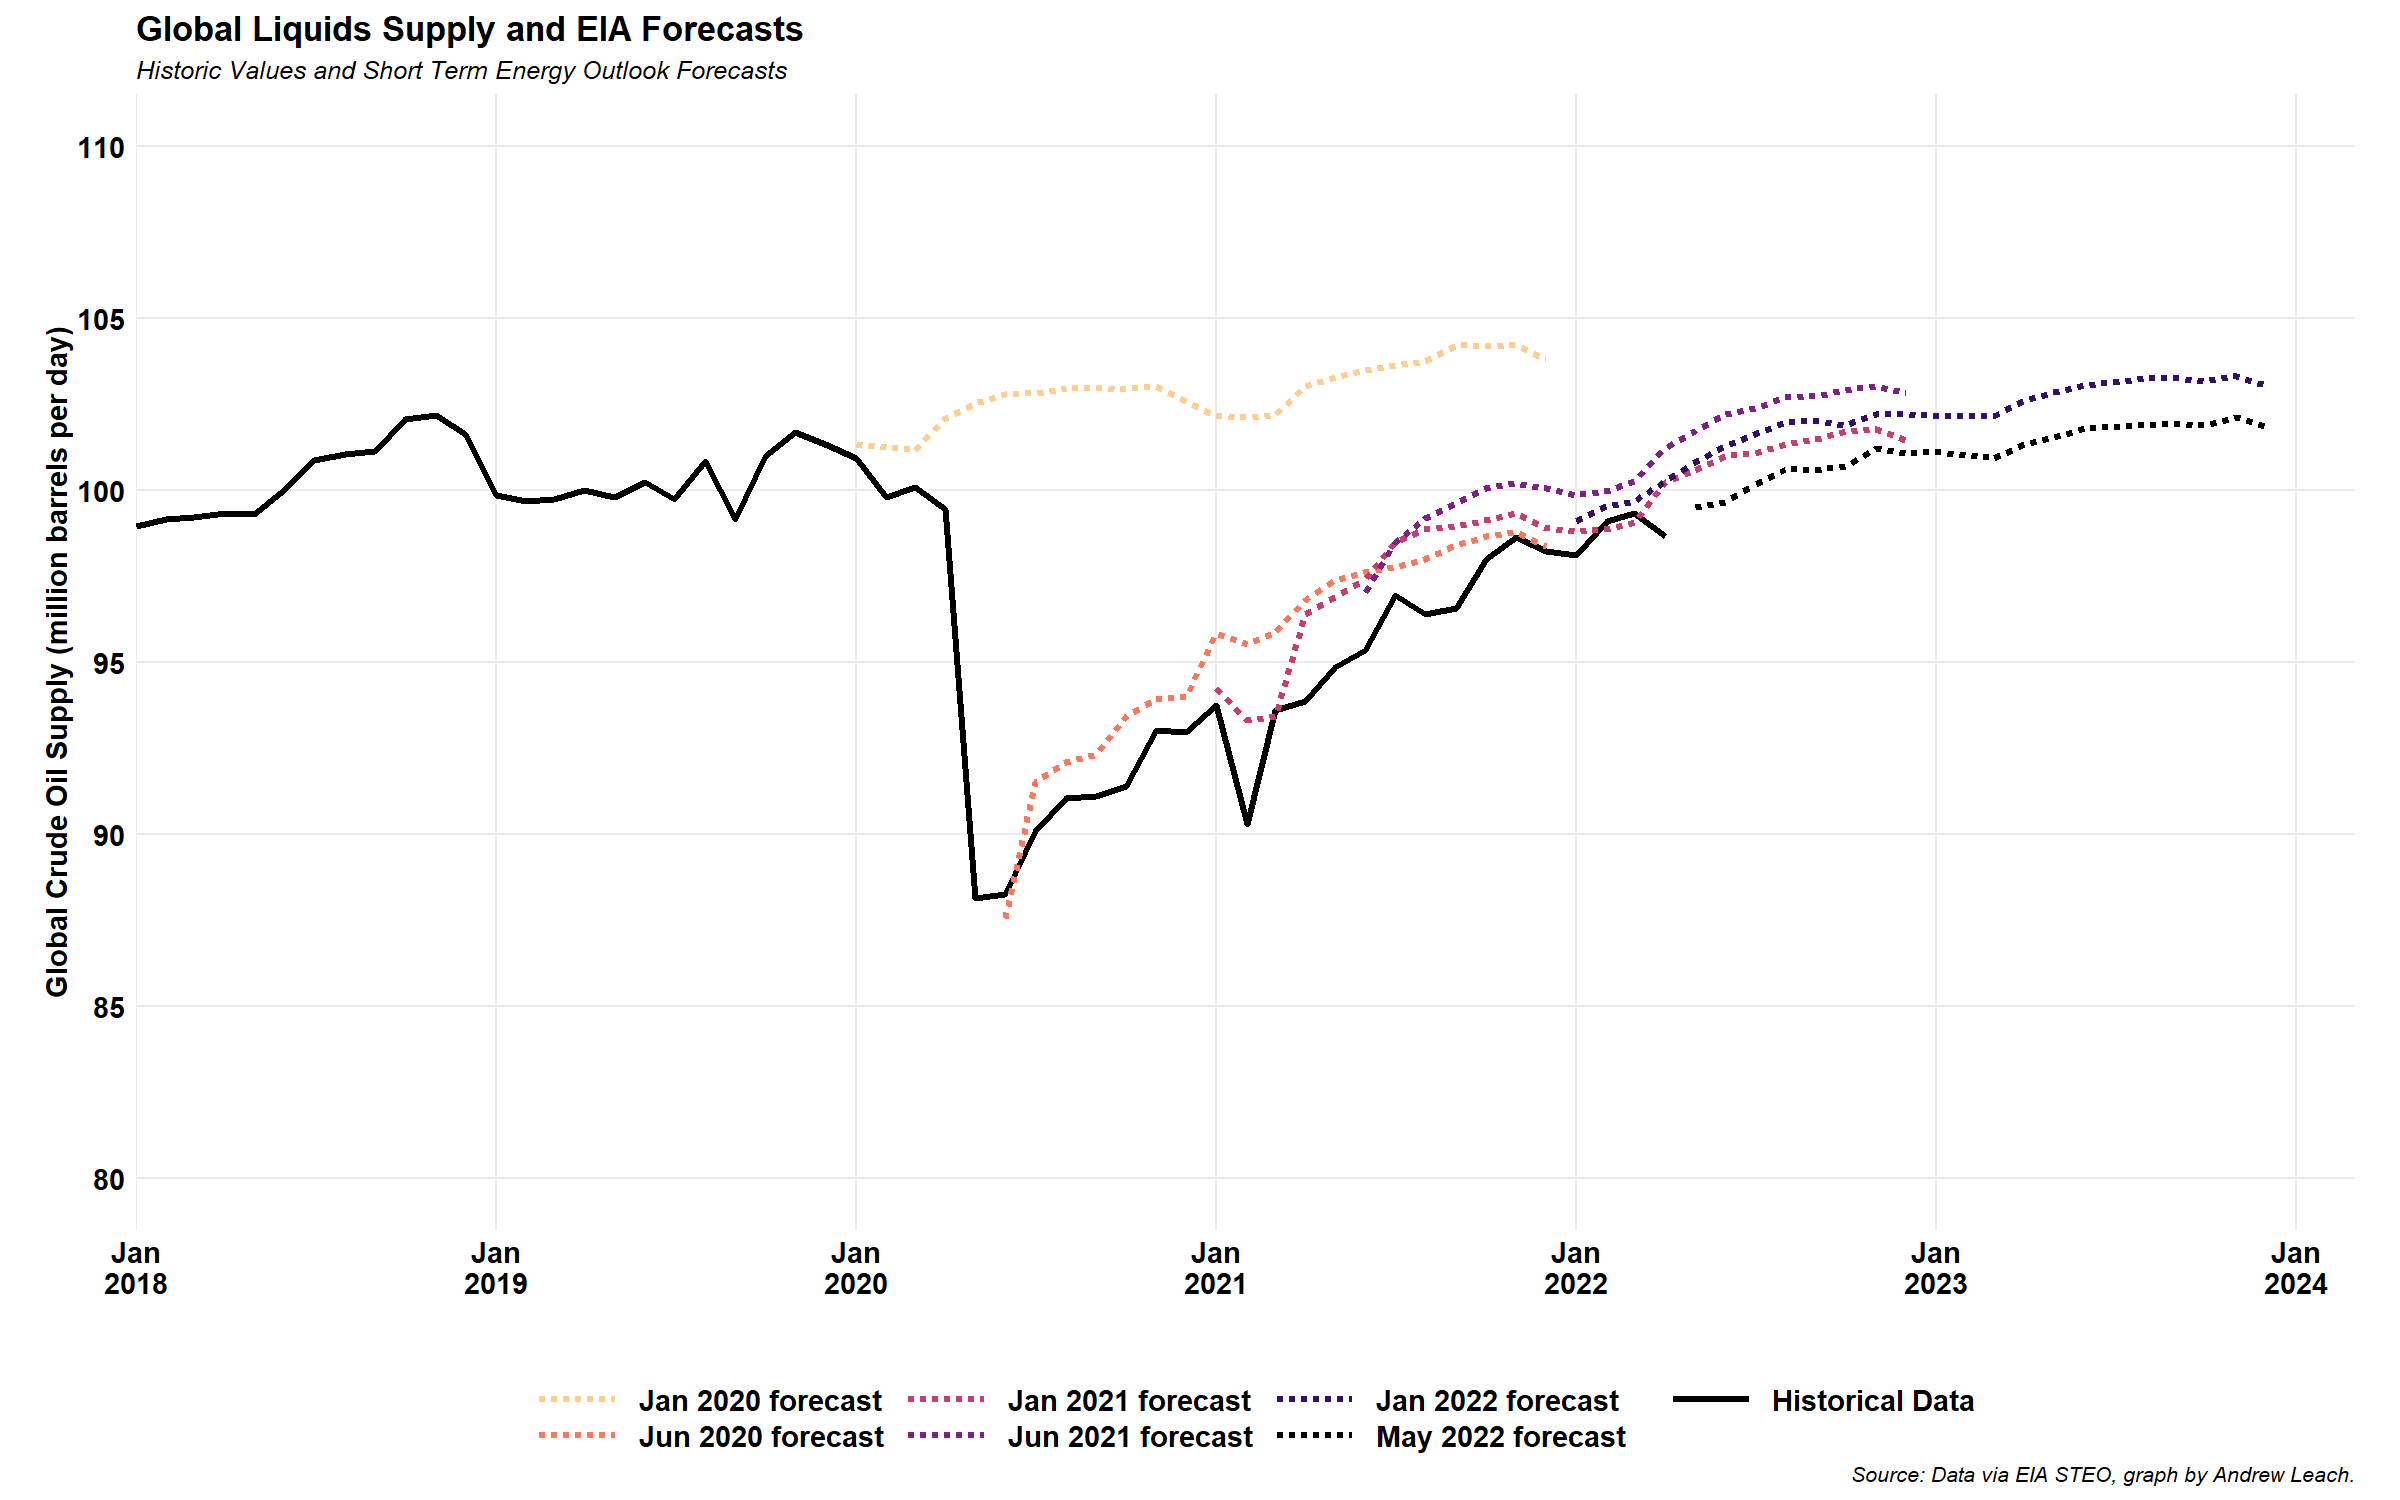 Global Liquids Supply and EIA Forecasts
Historic Values and Short Term Energy Outlook Forecasts
Global Crude Oil Supply (million barrels per day)
110
105
100
95
90
85
80
Jan 2018
Jan 2019
Jan 2020
Jan 2021
Jan 2022
Jan 2023
Jan 2024
Jan 2020 forecast
Jun 2020 forecast
Jan 2021 forecast
Jun 2021 forecast
Jan 2022 forecast
May 2022 forecast
Historical Data
Source: Data via EIA STEO, graph by Andrew Leach.